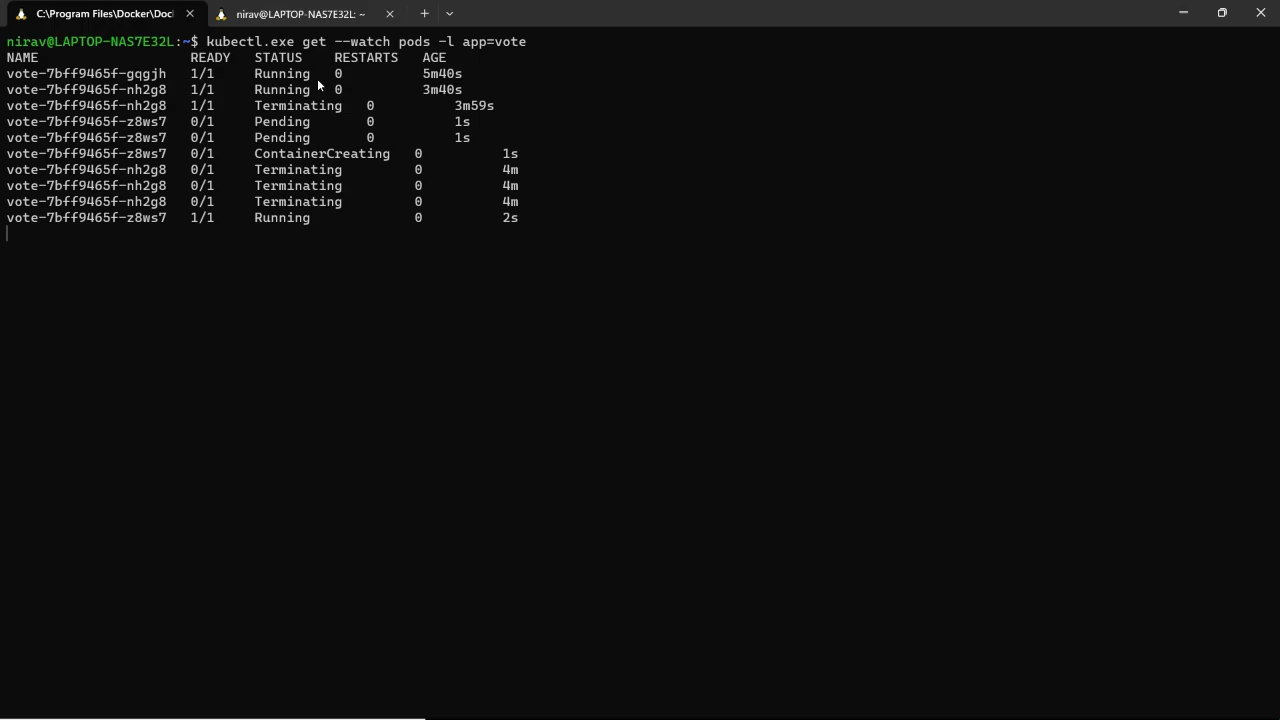 C:\Program Files\Docker\Doc
nirav@LAPTOP-NAS7E32L: ~
nirav@LAPTOP-NAS7E32L:~$ kubectl.exe get --watch pods -l app=vote
NAME READY STATUS RESTARTS AGE
vote-7bff9465f-gqgjh 1/1 Running 0 5m40s
vote-7bff9465f-nh2g8 1/1 Running 0 3m40s
vote-7bff9465f-nh2g8 1/1 Terminating 0 3m59s
vote-7bff9465f-z8ws7 0/1 Pending 0 1s
vote-7bff9465f-z8ws7 0/1 Pending 0 1s
vote-7bff9465f-z8ws7 0/1 ContainerCreating 0 1s
vote-7bff9465f-nh2g8 0/1 Terminating 0 4m
vote-7bff9465f-nh2g8 0/1 Terminating 0 4m
vote-7bff9465f-nh2g8 0/1 Terminating 0 4m
vote-7bff9465f-z8ws7 1/1 Running 0 2s